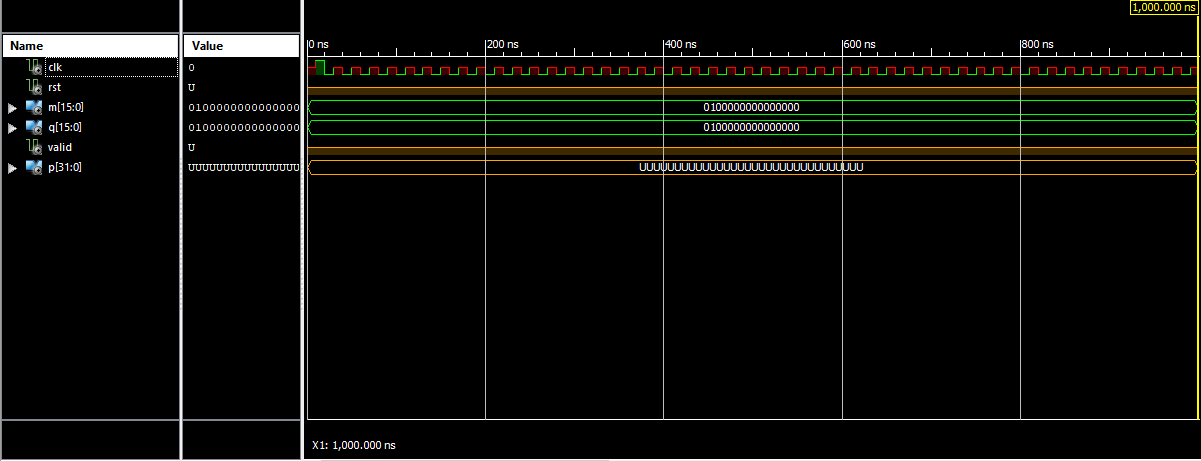 1,000.000 ns
Name Value 0 ns 200 ns 400 ns 600 ns 800 ns
clk 0
rst U
m[15:0] 0100000000000000 0100000000000000
q[15:0] 0100000000000000 0100000000000000
valid U
p[31:0] UUUUUUUUUUUUUUUU UUUUUUUUUUUUUUUUUUUUUUUUUUUUUUUU
X1: 1,000.000 ns